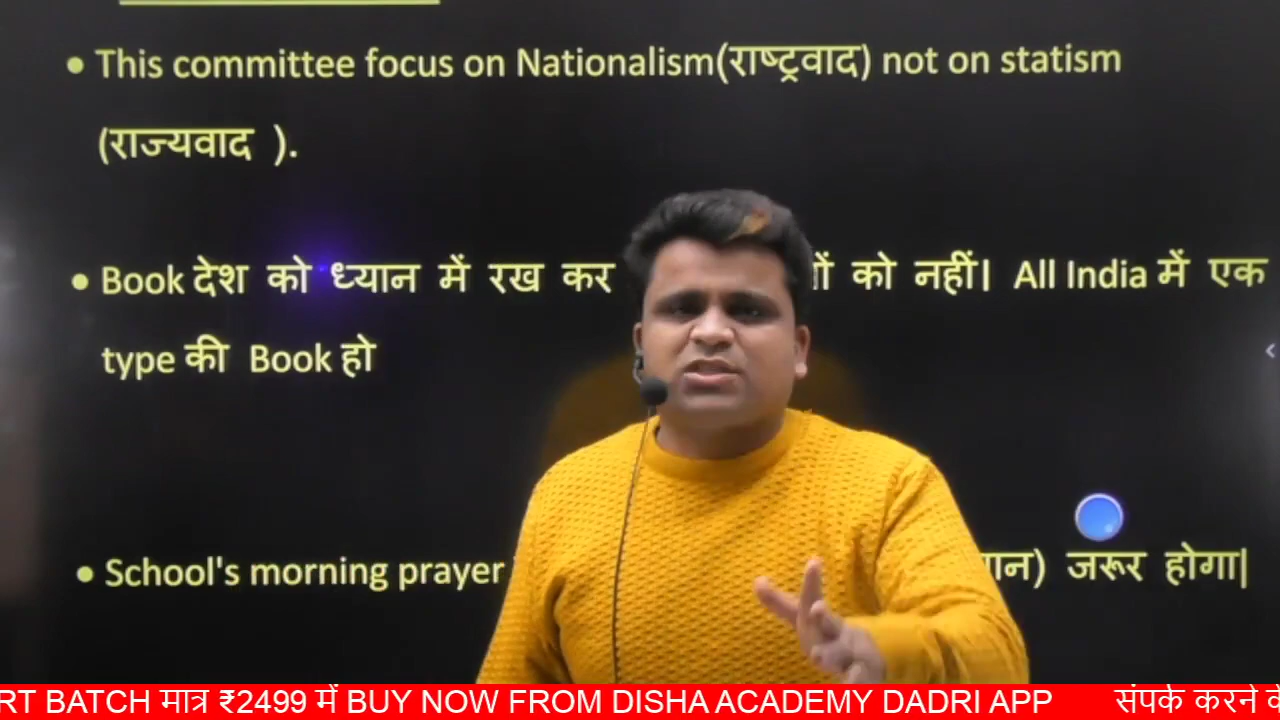 • This committee focus on Nationalism(राष्ट्रवाद) not on statism
(राज्यवाद ).
• Book देश को ध्यान में रख कर को नहीं। All India में एक
type की Book हो
• School's morning prayer जरूर होगा|
RT BATCH मात्र ₹2499 में BUY NOW FROM DISHA ACADEMY DADRI APP संपर्क करने